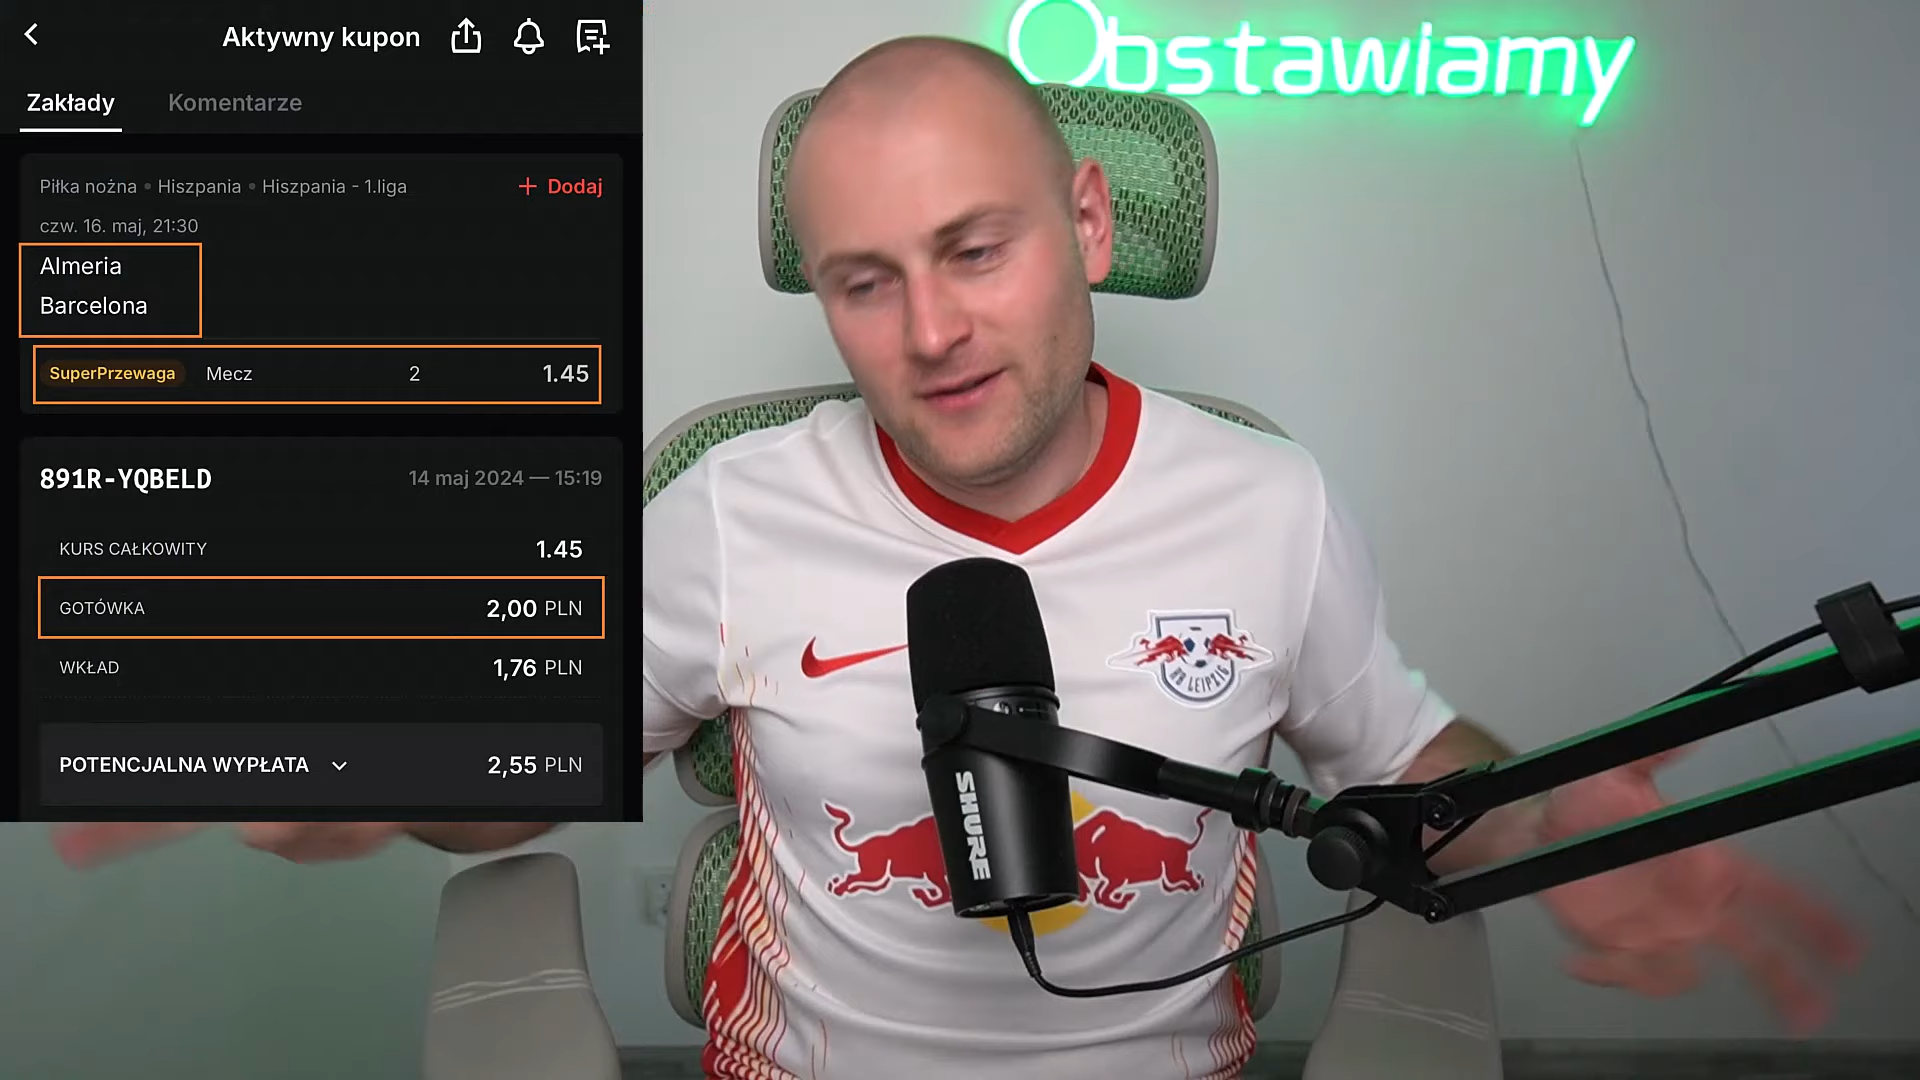 Aktywny kupon
Zakłady
Komentarze
Piłka nożna • Hiszpania • Hiszpania - 1.liga
+ Dodaj
czw. 16. maj, 21:30
Almeria
Barcelona
SuperPrzewaga Mecz 2 1.45
891R-YQBELD
14 maj 2024 — 15:19
KURS CAŁKOWITY 1.45
GOTÓWKA 2,00 PLN
WKŁAD 1,76 PLN
POTENCJALNA WYPŁATA 2,55 PLN
Obstawiamy
RB LEIPZIG
SHURE